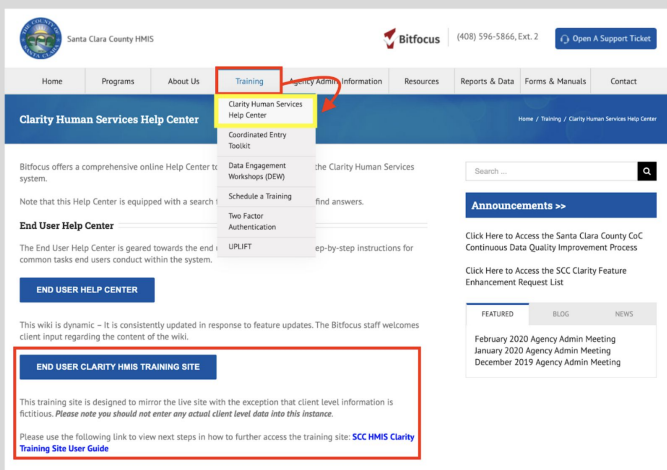 THE COUNTY OF
SANTA CLARA
Santa Clara County HMIS
Bitfocus
(408) 596-5866, Ext. 2
Open A Support Ticket
Home
Programs
About Us
Training
Agency Admin Information
Resources
Reports & Data
Forms & Manuals
Contact
Clarity Human Services Help Center
Home / Training / Clarity Human Services Help Center
Clarity Human Services
Help Center
Coordinated Entry
Toolkit
Data Engagement
Workshops (DEW)
Schedule a Training
Two Factor
Authentication
UPLIFT
Bitfocus offers a comprehensive online Help Center to the Clarity Human Services
system.
Note that this Help Center is equipped with a search find answers.
End User Help Center
The End User Help Center is geared towards the end ep-by-step instructions for
common tasks end users conduct within the system.
END USER HELP CENTER
This wiki is dynamic – It is consistently updated in response to feature updates. The Bitfocus staff welcomes
client input regarding the content of the wiki.
END USER CLARITY HMIS TRAINING SITE
This training site is designed to mirror the live site with the exception that client level information is
fictitious. Please note you should not enter any actual client level data into this instance.
Please use the following link to view next steps in how to further access the training site: SCC HMIS Clarity
Training Site User Guide
Search ...
Announcements >>
Click Here to Access the Santa Clara County CoC
Continuous Data Quality Improvement Process
Click Here to Access the SCC Clarity Feature
Enhancement Request List
FEATURED
BLOG
NEWS
February 2020 Agency Admin Meeting
January 2020 Agency Admin Meeting
December 2019 Agency Admin Meeting